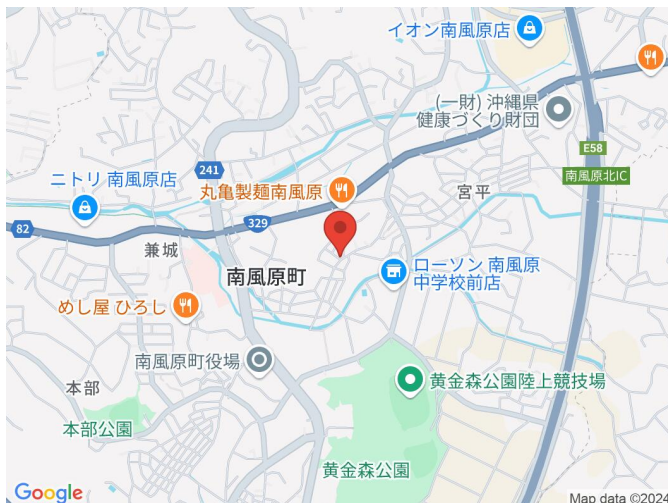 イオン南風原店
(一財) 沖縄県
健康づくり財団
E58
南風原北IC
241
ニトリ 南風原店
丸亀製麺南風原
宮平
82
329
兼城
南風原町
ローソン 南風原
中学校前店
めし屋 ひろし
南風原町役場
黄金森公園陸上競技場
本部
本部公園
黄金森公園
Google
Map data ©2024